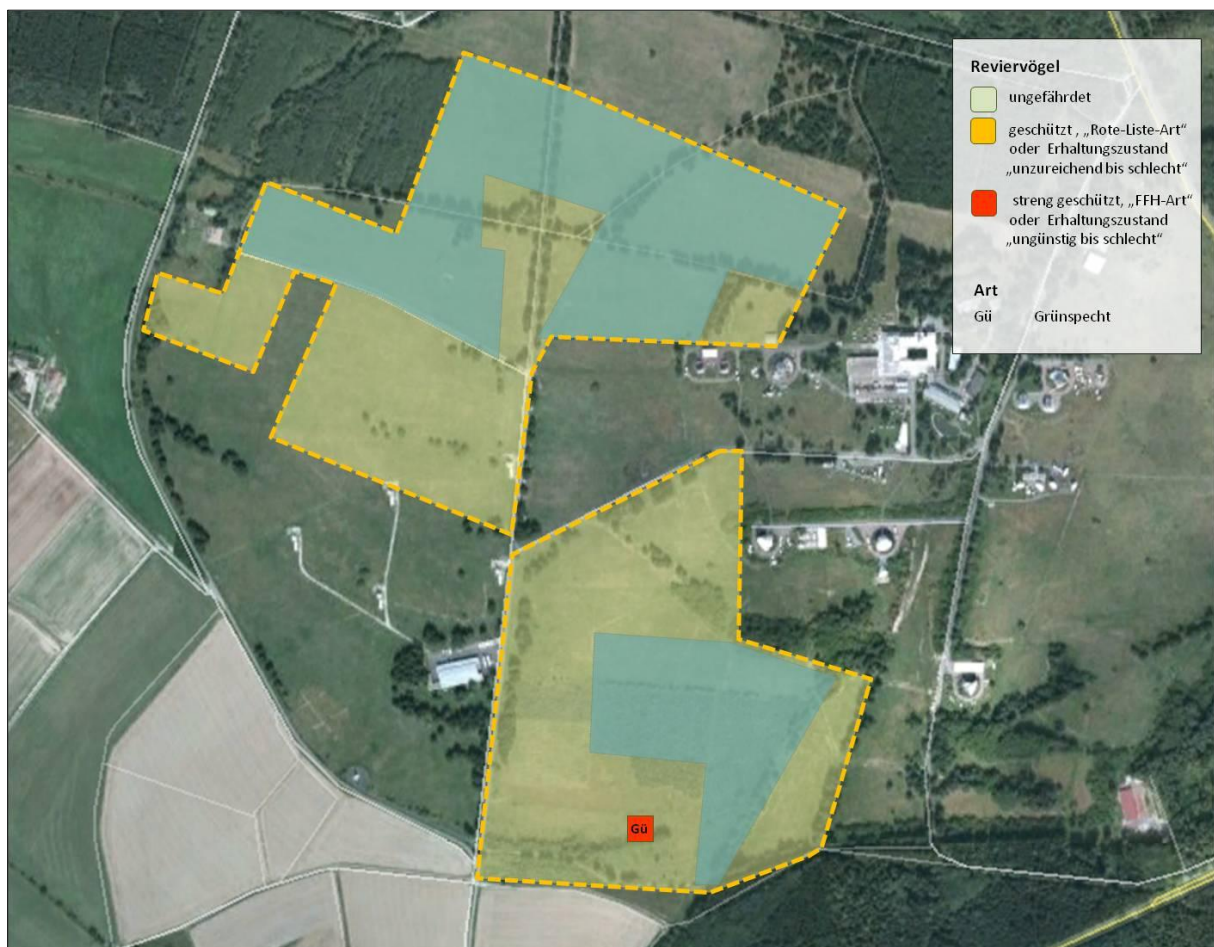 Reviervögel
ungefährdet
geschützt , „Rote-Liste-Art“
oder Erhaltungszustand
„unzureichend bis schlecht“
streng geschützt, „FFH-Art“
oder Erhaltungszustand
„ungünstig bis schlecht“
Art
Gü Grünspecht
Gü